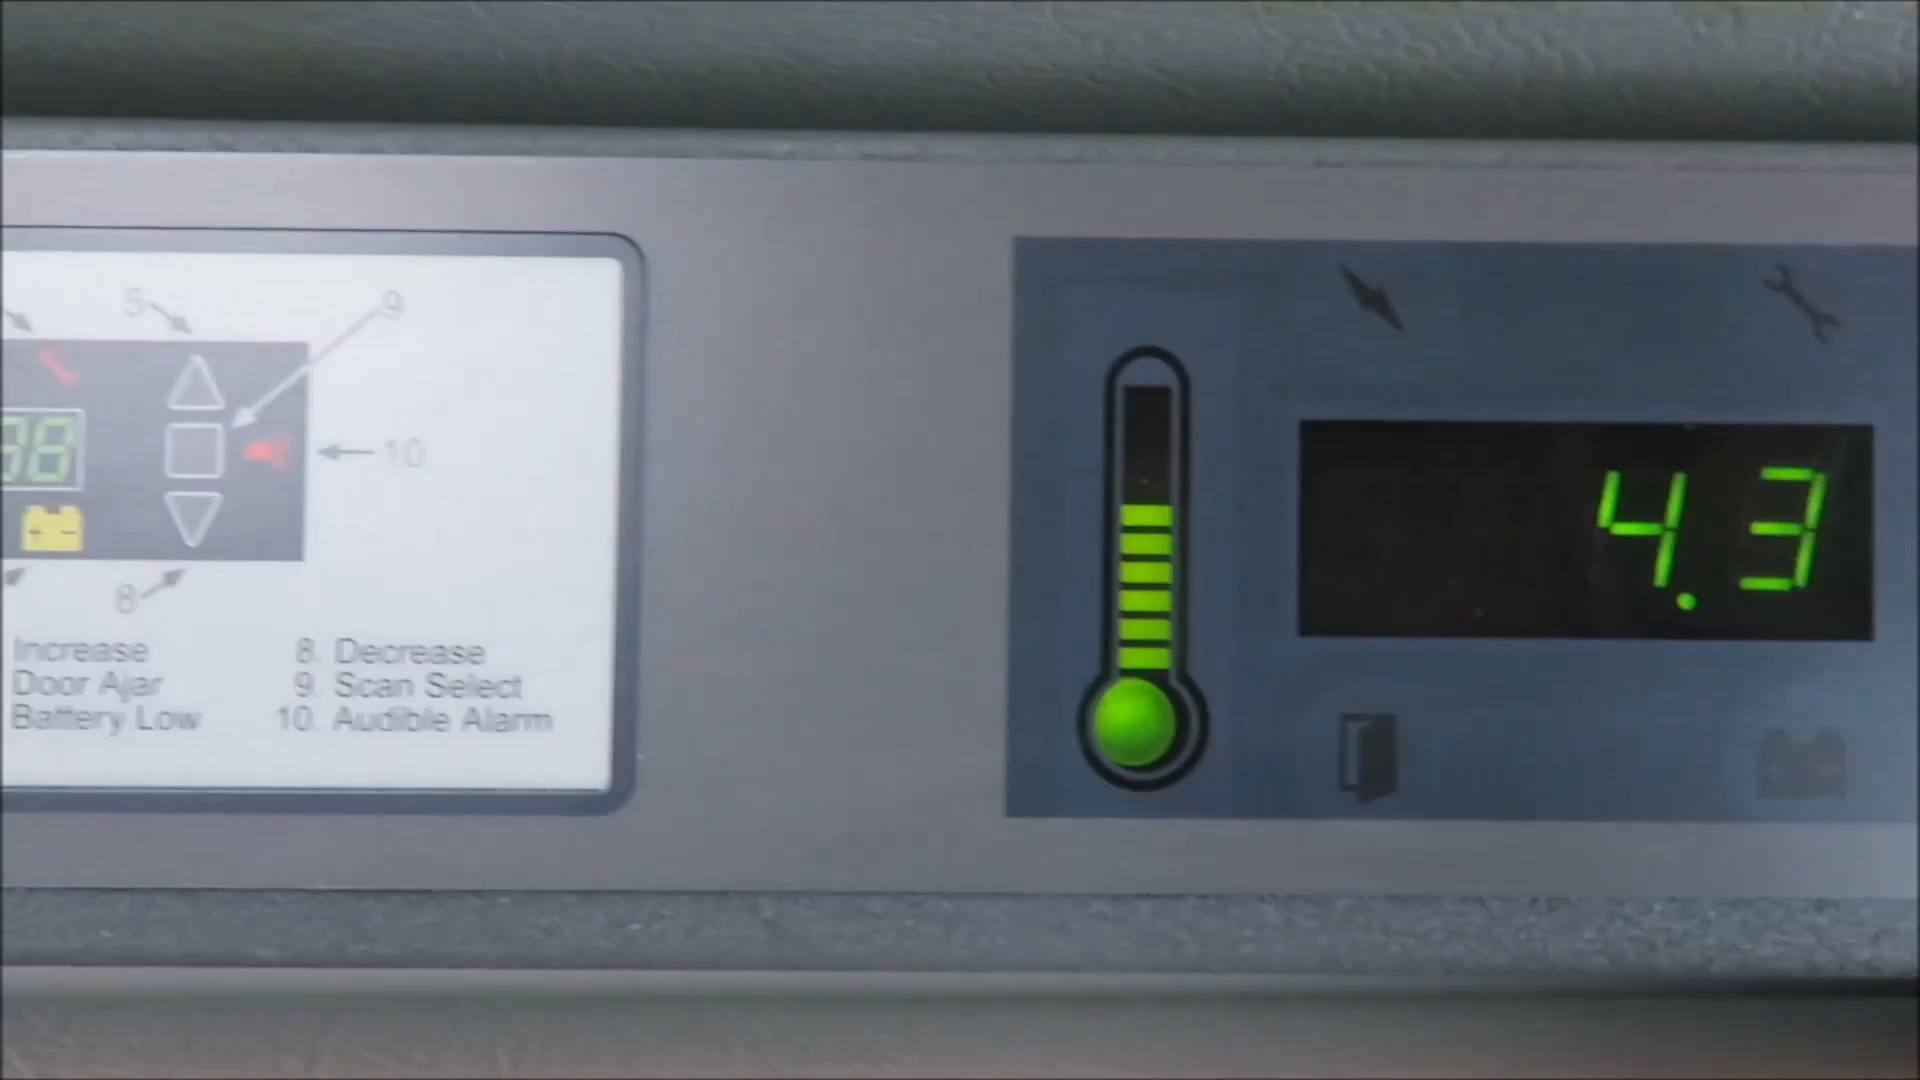 5
9
88
10
8
Increase 8. Decrease
Door Ajar 9. Scan Select
Battery Low 10. Audible Alarm
4.3